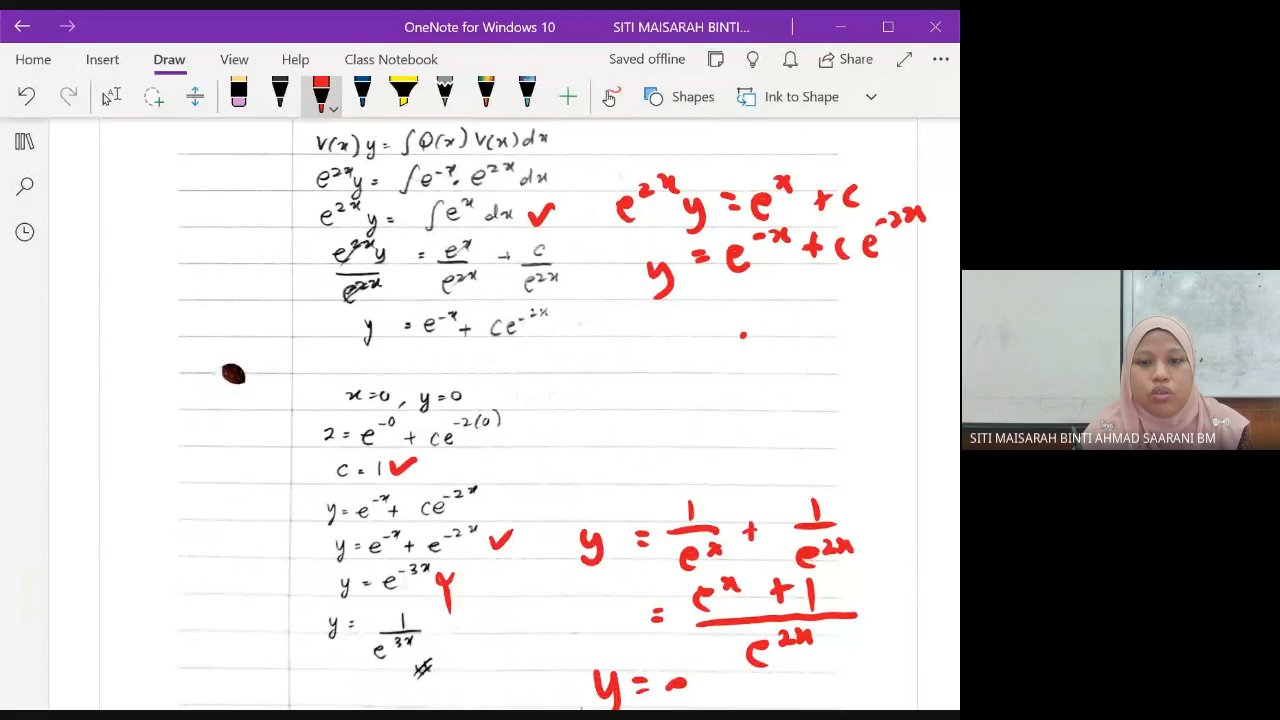 OneNote for Windows 10 SITI MAISARAH BINTI...
Home Insert Draw View Help Class Notebook Saved offline Share
Shapes Ink to Shape
V(x) y = ∫ Q(x) V(x) dx
e^{2x} y = ∫ e^{-x} . e^{2x} dx
e^{2x} y = ∫ e^x dx ✓
e^{2x} y / e^{2x} = e^x / e^{2x} + c / e^{2x}
y = e^{-x} + Ce^{-2x}
x=0, y=0
2 = e^{-0} + Ce^{-2(0)}
C = 1 ✓
y = e^{-x} + Ce^{-2x}
y = e^{-x} + e^{-2x} ✓
y = e^{-3x}
y = 1 / e^{3x}
e^{2x} y = e^x + C
y = e^{-x} + C e^{-2x}
y = 1 / e^x + 1 / e^{2x}
= e^x + 1 / e^{2x}
y =
SITI MAISARAH BINTI AHMAD SAARANI BM